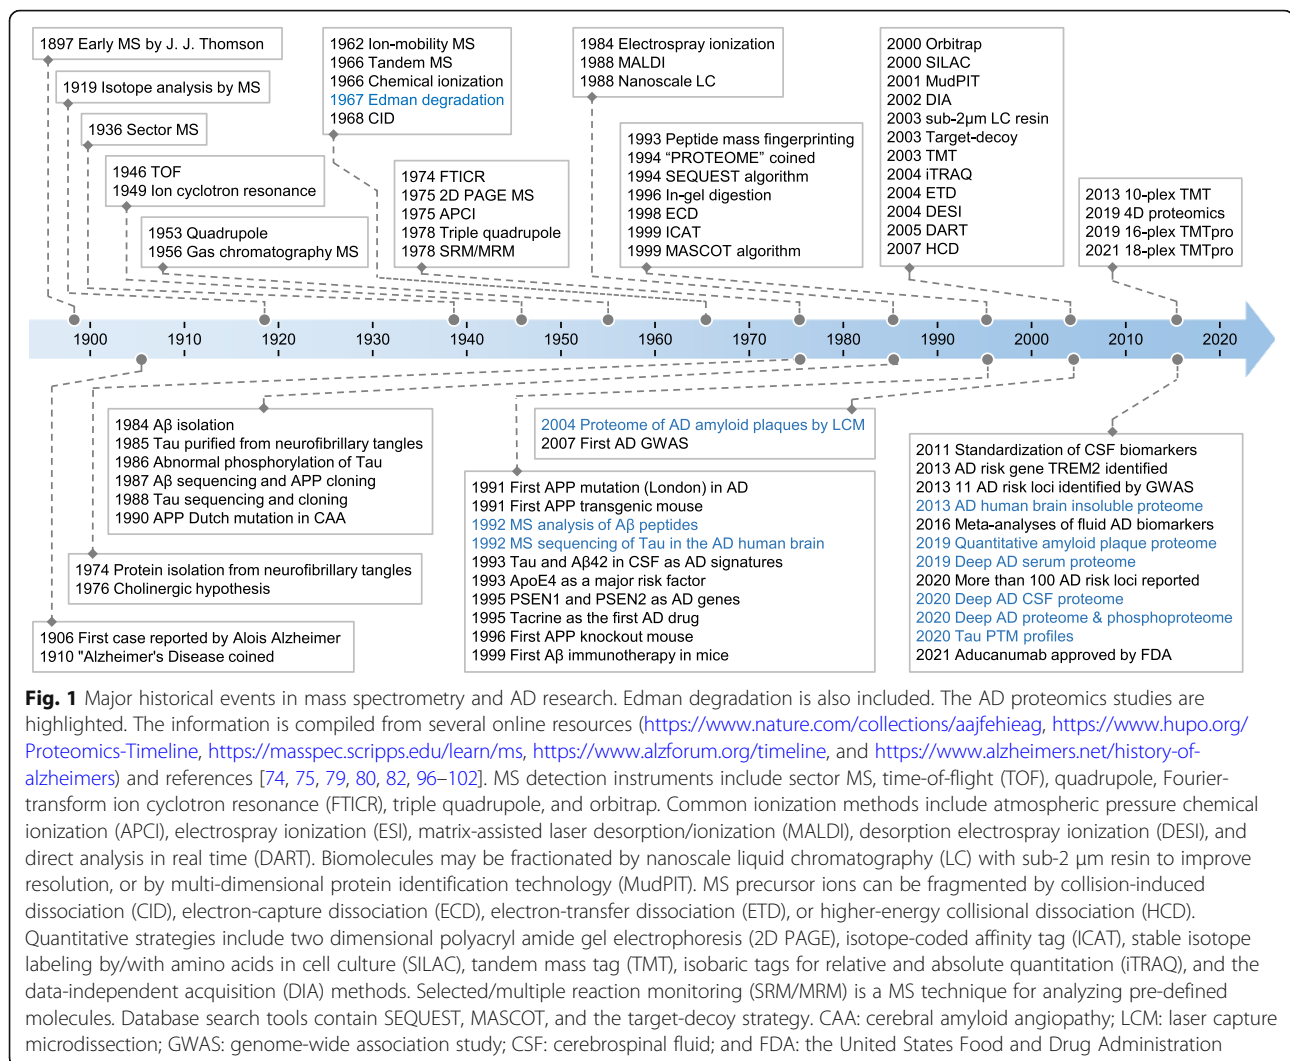 1897 Early MS by J. J. Thomson
1919 Isotope analysis by MS
1936 Sector MS
1946 TOF
1949 Ion cyclotron resonance
1953 Quadrupole
1956 Gas chromatography MS
1962 Ion-mobility MS
1966 Tandem MS
1966 Chemical ionization
1967 Edman degradation
1968 CID
1974 FTICR
1975 2D PAGE MS
1975 APCI
1978 Triple quadrupole
1978 SRM/MRM
1984 Electrospray ionization
1988 MALDI
1988 Nanoscale LC
1993 Peptide mass fingerprinting
1994 “PROTEOME” coined
1994 SEQUEST algorithm
1996 In-gel digestion
1998 ECD
1999 ICAT
1999 MASCOT algorithm
2000 Orbitrap
2000 SILAC
2001 MudPIT
2002 DIA
2003 sub-2μm LC resin
2003 Target-decoy
2003 TMT
2004 iTRAQ
2004 ETD
2004 DESI
2005 DART
2007 HCD
2013 10-plex TMT
2019 4D proteomics
2019 16-plex TMTpro
2021 18-plex TMTpro
1900 1910 1920 1930 1940 1950 1960 1970 1980 1990 2000 2010 2020
1984 Aβ isolation
1985 Tau purified from neurofibrillary tangles
1986 Abnormal phosphorylation of Tau
1987 Aβ sequencing and APP cloning
1988 Tau sequencing and cloning
1990 APP Dutch mutation in CAA
1974 Protein isolation from neurofibrillary tangles
1976 Cholinergic hypothesis
1906 First case reported by Alois Alzheimer
1910 "Alzheimer's Disease coined
2004 Proteome of AD amyloid plaques by LCM
2007 First AD GWAS
1991 First APP mutation (London) in AD
1991 First APP transgenic mouse
1992 MS analysis of Aβ peptides
1992 MS sequencing of Tau in the AD human brain
1993 Tau and Aβ42 in CSF as AD signatures
1993 ApoE4 as a major risk factor
1995 PSEN1 and PSEN2 as AD genes
1995 Tacrine as the first AD drug
1996 First APP knockout mouse
1999 First Aβ immunotherapy in mice
2011 Standardization of CSF biomarkers
2013 AD risk gene TREM2 identified
2013 11 AD risk loci identified by GWAS
2013 AD human brain insoluble proteome
2016 Meta-analyses of fluid AD biomarkers
2019 Quantitative amyloid plaque proteome
2019 Deep AD serum proteome
2020 More than 100 AD risk loci reported
2020 Deep AD CSF proteome
2020 Deep AD proteome & phosphoproteome
2020 Tau PTM profiles
2021 Aducanumab approved by FDA
Fig. 1 Major historical events in mass spectrometry and AD research. Edman degradation is also included. The AD proteomics studies are
highlighted. The information is compiled from several online resources (https://www.nature.com/collections/aajfehieag, https://www.hupo.org/
Proteomics-Timeline, https://masspec.scripps.edu/learn/ms, https://www.alzforum.org/timeline, and https://www.alzheimers.net/history-of-
alzheimers) and references [74, 75, 79, 80, 82, 96–102]. MS detection instruments include sector MS, time-of-flight (TOF), quadrupole, Fourier-
transform ion cyclotron resonance (FTICR), triple quadrupole, and orbitrap. Common ionization methods include atmospheric pressure chemical
ionization (APCI), electrospray ionization (ESI), matrix-assisted laser desorption/ionization (MALDI), desorption electrospray ionization (DESI), and
direct analysis in real time (DART). Biomolecules may be fractionated by nanoscale liquid chromatography (LC) with sub-2 μm resin to improve
resolution, or by multi-dimensional protein identification technology (MudPIT). MS precursor ions can be fragmented by collision-induced
dissociation (CID), electron-capture dissociation (ECD), electron-transfer dissociation (ETD), or higher-energy collisional dissociation (HCD).
Quantitative strategies include two dimensional polyacryl amide gel electrophoresis (2D PAGE), isotope-coded affinity tag (ICAT), stable isotope
labeling by/with amino acids in cell culture (SILAC), tandem mass tag (TMT), isobaric tags for relative and absolute quantitation (iTRAQ), and the
data-independent acquisition (DIA) methods. Selected/multiple reaction monitoring (SRM/MRM) is a MS technique for analyzing pre-defined
molecules. Database search tools contain SEQUEST, MASCOT, and the target-decoy strategy. CAA: cerebral amyloid angiopathy; LCM: laser capture
microdissection; GWAS: genome-wide association study; CSF: cerebrospinal fluid; and FDA: the United States Food and Drug Administration